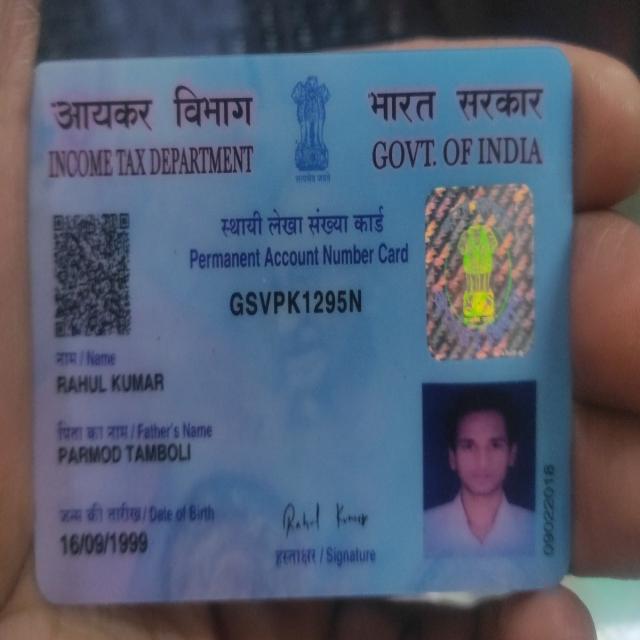 आयकर विभाग
INCOME TAX DEPARTMENT
भारत सरकार
GOVT. OF INDIA
सत्यमेव जयते
स्थायी लेखा संख्या कार्ड
Permanent Account Number Card
GSVPK1295N
नाम / Name
RAHUL KUMAR
पिता का नाम / Father's Name
PARMOD TAMBOLI
जन्म की तारीख / Date of Birth
16/09/1999
Rahul Kumar
हस्ताक्षर / Signature
09022018